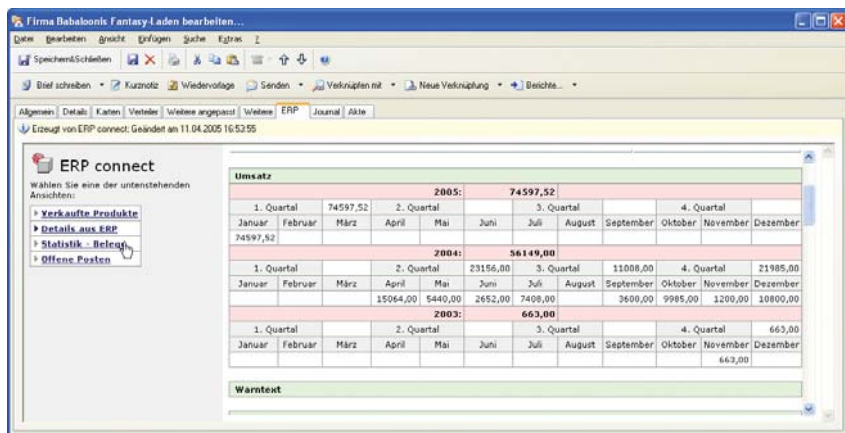 Firma Babaloonis Fantasy-Laden bearbeiten...
Datei Bearbeiten Ansicht Einfügen Suche Extras ?
Speichern&Schließen
Brief schreiben Kurznotiz Wiedervorlage Senden Verknüpfen mit Neue Verknüpfung Berichte...
Allgemein Details Karten Verteiler Weitere angepasst Weitere ERP Journal Akte
Erzeugt von ERP connect; Geändert am 11.04.2005 16:53:55
ERP connect
Wählen Sie eine der untenstehenden
Ansichten:
Verkaufte Produkte
Details aus ERP
Statistik - Belege
Offene Posten
Umsatz
2005: 74597,52
1. Quartal 74597,52 2. Quartal 3. Quartal 4. Quartal
Januar Februar März April Mai Juni Juli August September Oktober November Dezember
74597,52
2004: 56149,00
1. Quartal 2. Quartal 23156,00 3. Quartal 11008,00 4. Quartal 21985,00
Januar Februar März April Mai Juni Juli August September Oktober November Dezember
15064,00 5440,00 2652,00 7408,00 3600,00 9985,00 1200,00 10800,00
2003: 663,00
1. Quartal 2. Quartal 3. Quartal 4. Quartal 663,00
Januar Februar März April Mai Juni Juli August September Oktober November Dezember
663,00
Warntext